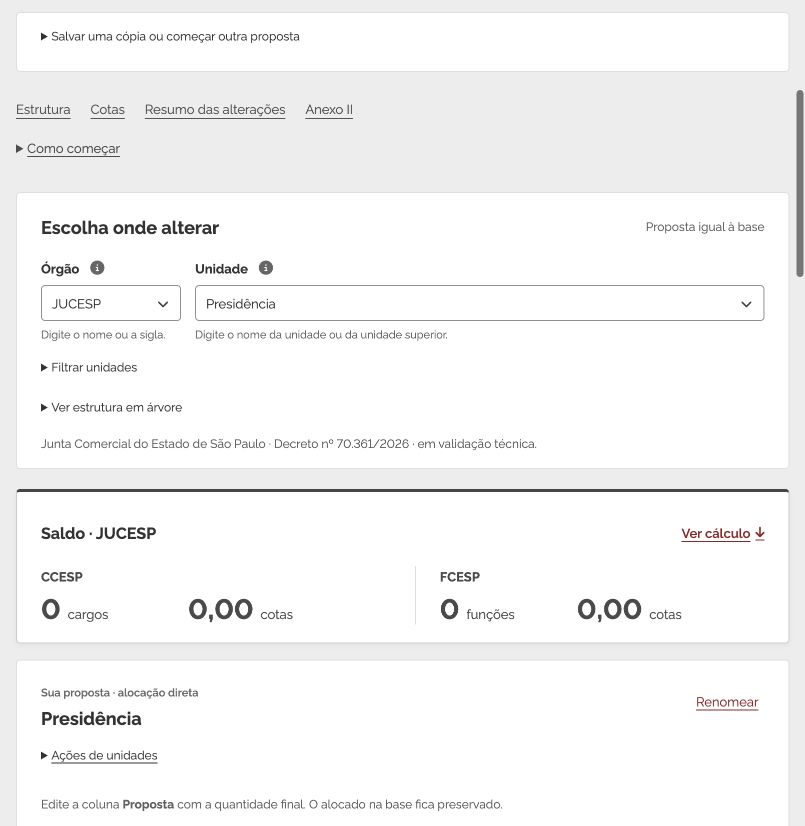 Salvar uma cópia ou começar outra proposta
Estrutura Cotas Resumo das alterações Anexo II
Como começar
Escolha onde alterar Proposta igual à base
Órgão Unidade
JUCESP Presidência
Digite o nome ou a sigla. Digite o nome da unidade ou da unidade superior.
Filtrar unidades
Ver estrutura em árvore
Junta Comercial do Estado de São Paulo · Decreto nº 70.361/2026 · em validação técnica.
Saldo · JUCESP Ver cálculo
CCESP FCESP
0 cargos 0,00 cotas 0 funções 0,00 cotas
Sua proposta · alocação direta
Presidência Renomear
Ações de unidades
Edite a coluna Proposta com a quantidade final. O alocado na base fica preservado.